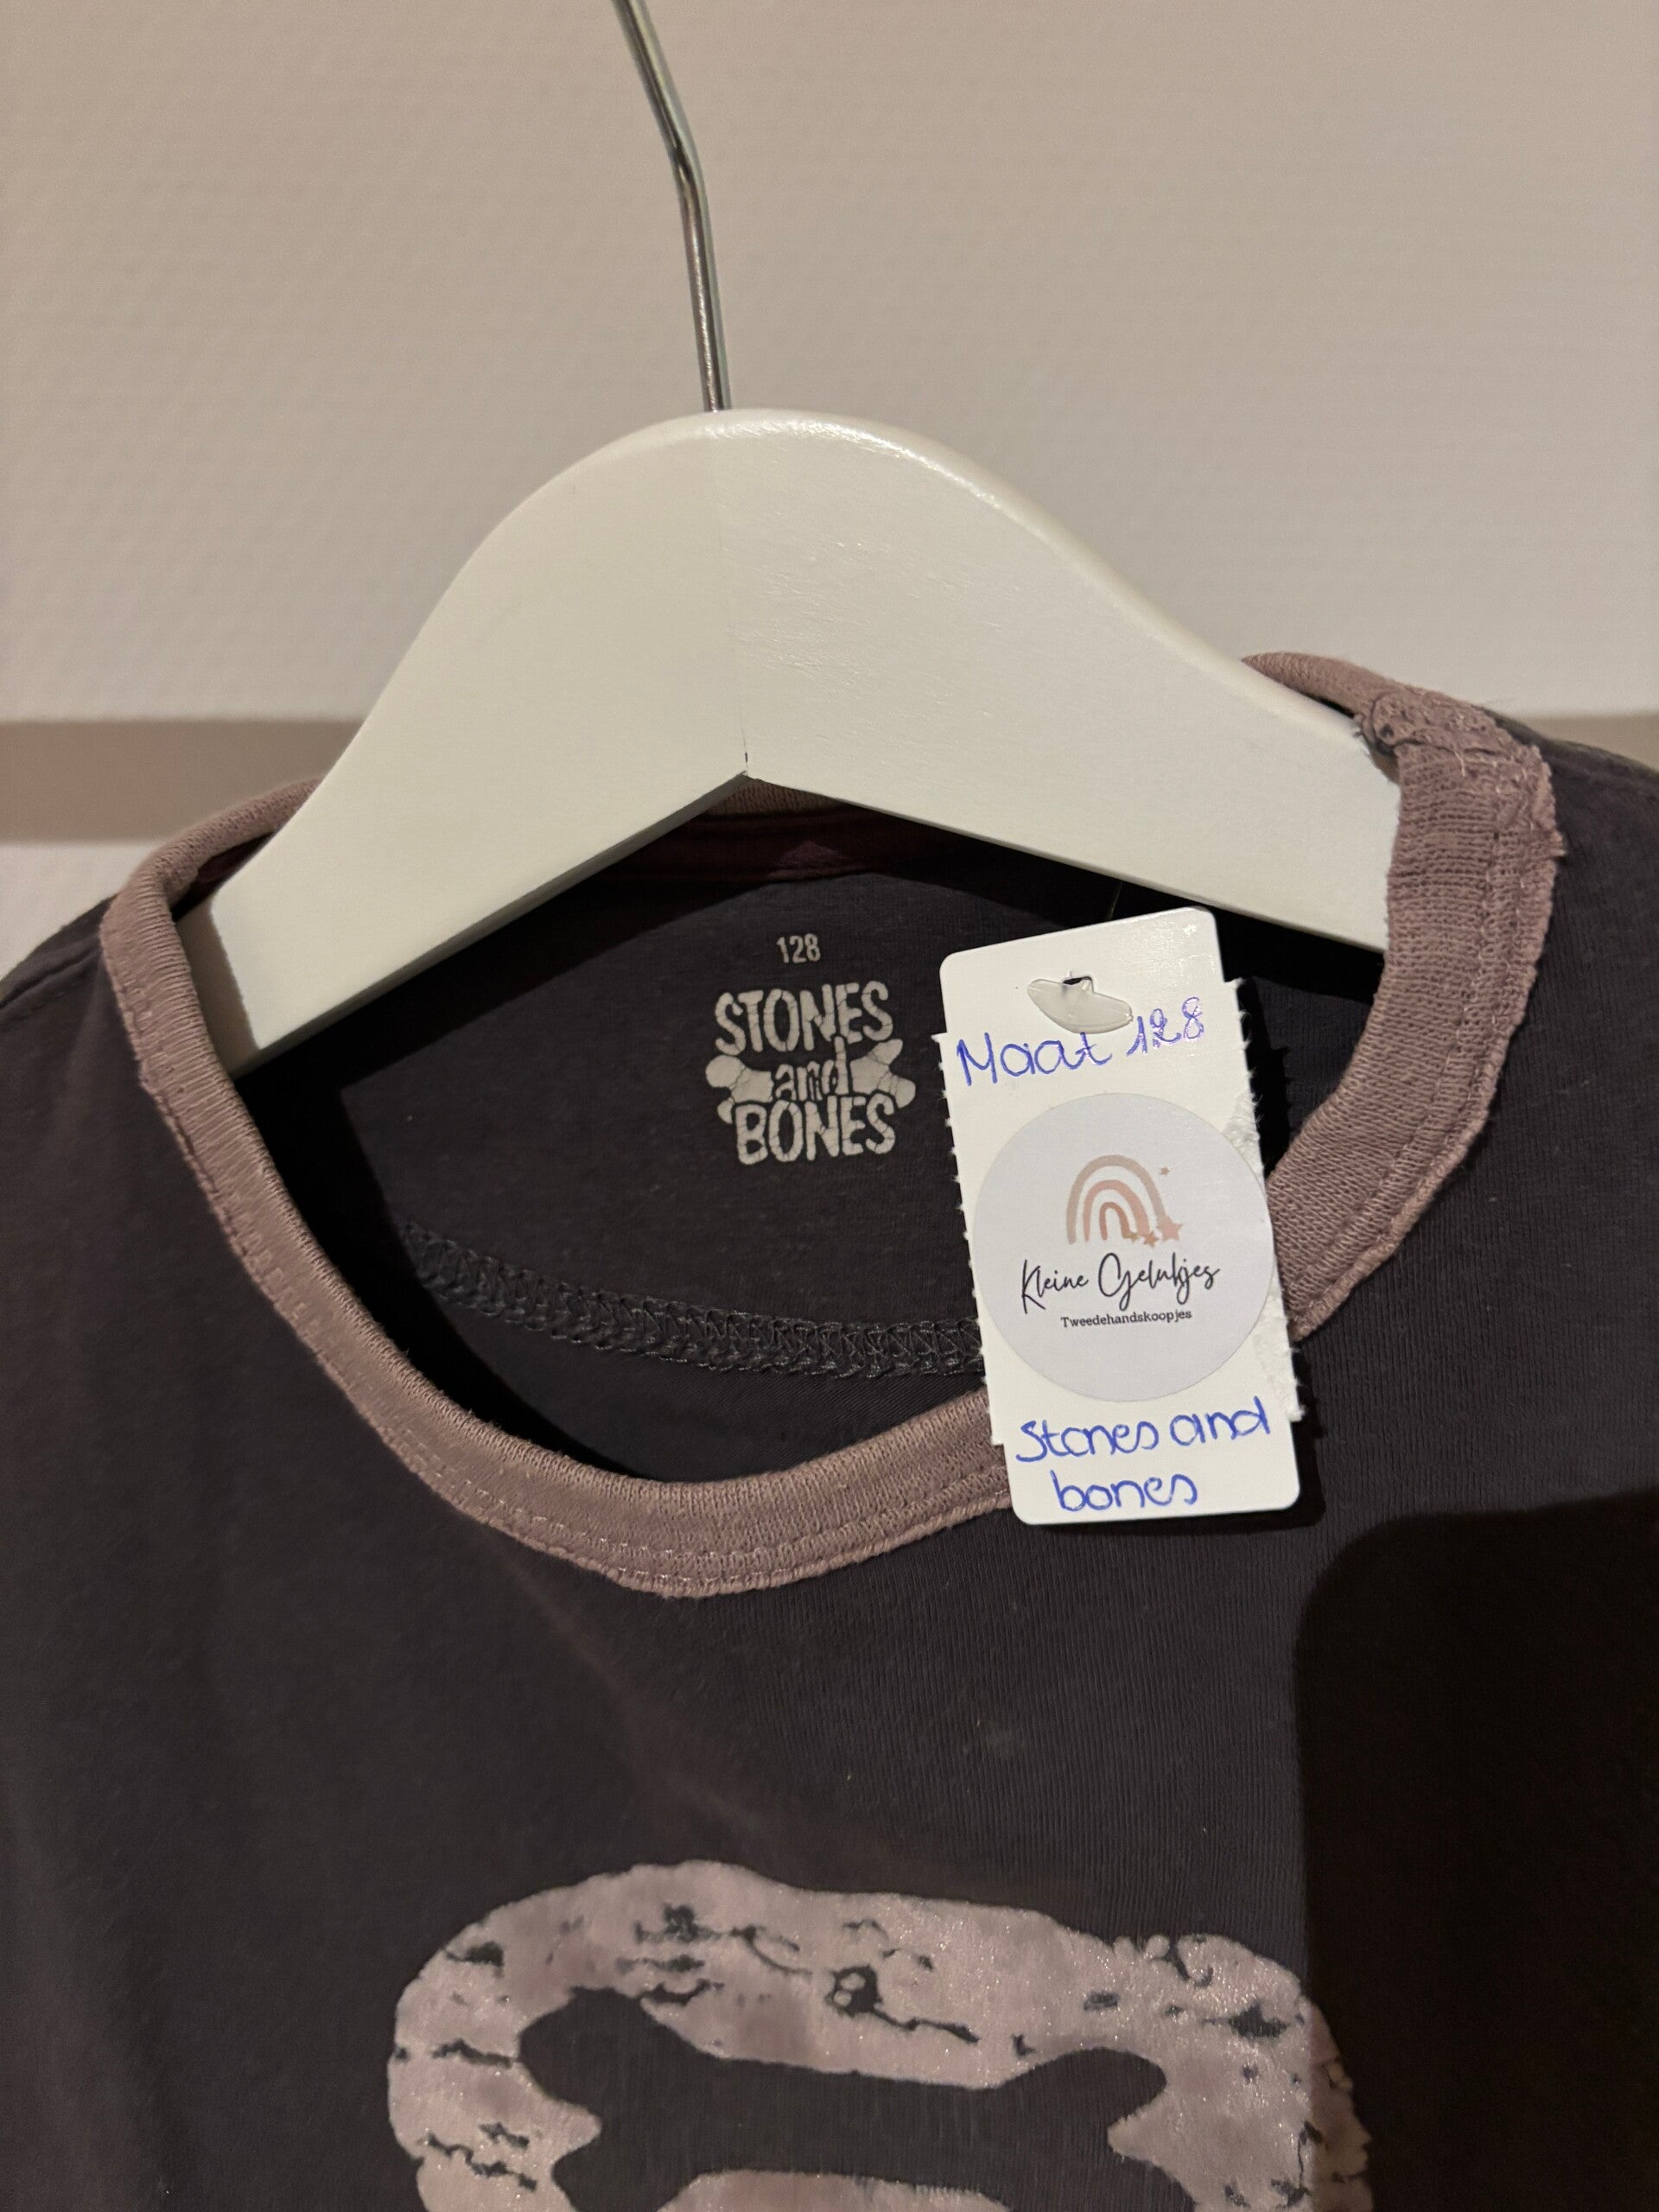 128
STONES
and
BONES
Maat 128
Kleine Gelukjes
Tweedehandskoopjes
Stones and
bones